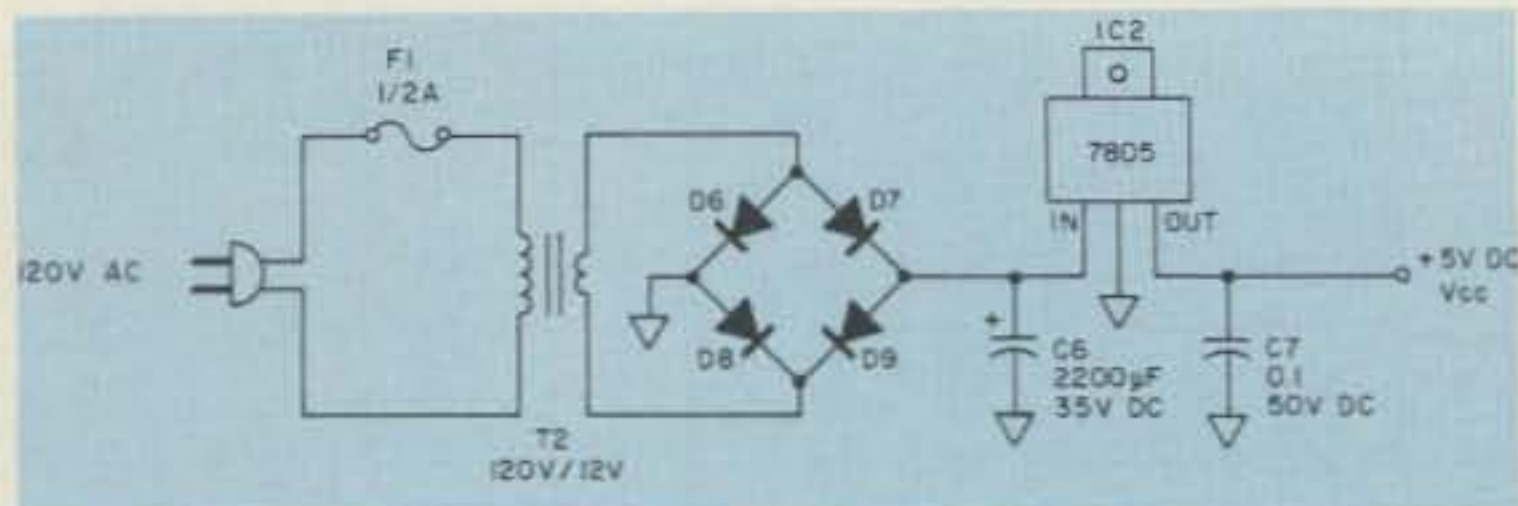 F1
1/2A
120V AC
T2
120V/12V
D6
D7
D8
D9
IC2
7805
IN
OUT
+
C6
2200µF
35V DC
C7
0.1
50V DC
+5V DC
Vcc